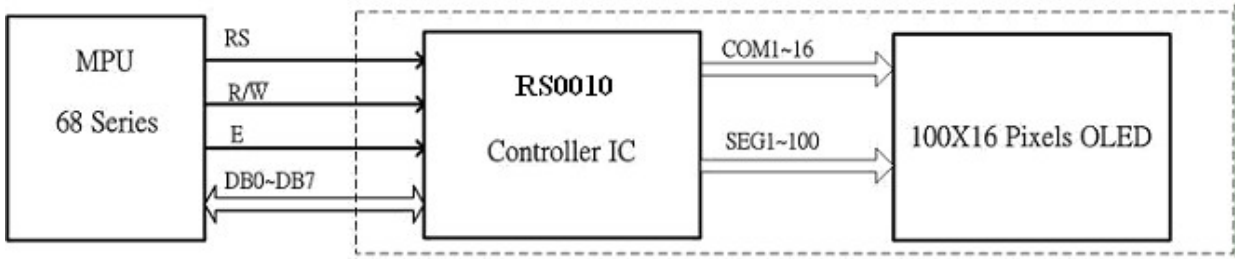 MPU
68 Series
RS
R/W
E
DB0~DB7
RS0010
Controller IC
COM1~16
SEG1~100
100X16 Pixels OLED